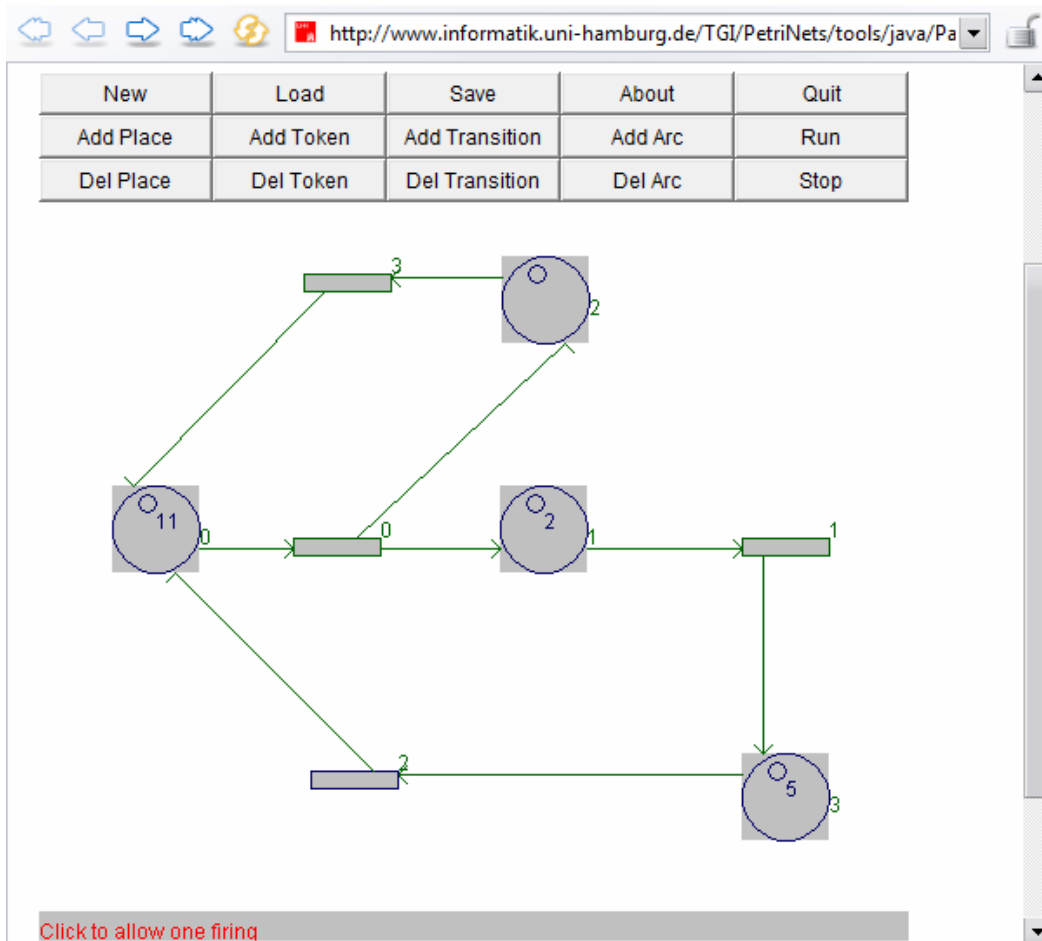 http://www.informatik.uni-hamburg.de/TGI/PetriNets/tools/java/Pa
New Load Save About Quit
Add Place Add Token Add Transition Add Arc Run
Del Place Del Token Del Transition Del Arc Stop
3
2
11 0 0 2 1 1
2
5 3
Click to allow one firing